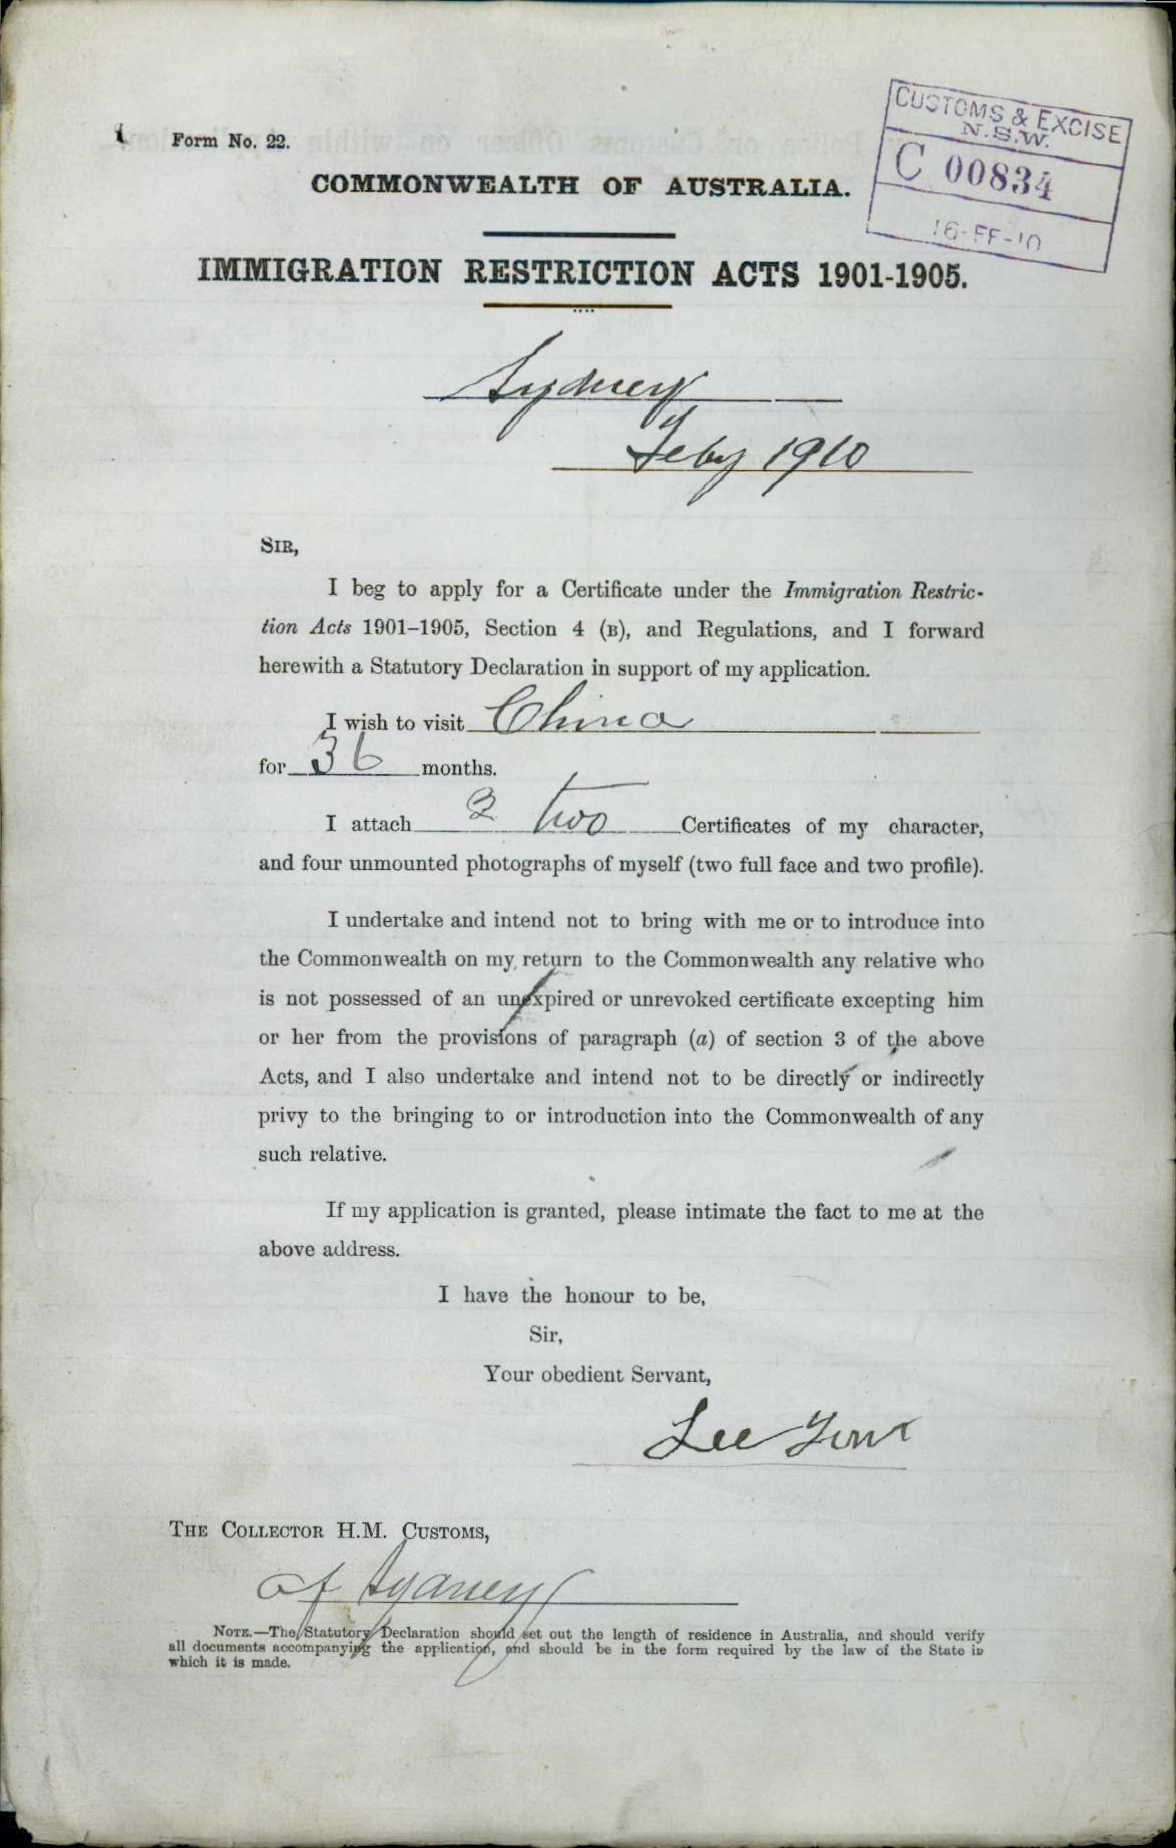 Form No. 22.
CUSTOMS & EXCISE
N.S.W.
C 00834
16-FE-10
COMMONWEALTH OF AUSTRALIA.
IMMIGRATION RESTRICTION ACTS 1901-1905.
Sydney
Feby 1910
SIR,
I beg to apply for a Certificate under the Immigration Restric-
tion Acts 1901-1905, Section 4 (B), and Regulations, and I forward
herewith a Statutory Declaration in support of my application.
I wish to visit China
for 36 months.
I attach 2 two Certificates of my character,
and four unmounted photographs of myself (two full face and two profile).
I undertake and intend not to bring with me or to introduce into
the Commonwealth on my return to the Commonwealth any relative who
is not possessed of an unexpired or unrevoked certificate excepting him
or her from the provisions of paragraph (a) of section 3 of the above
Acts, and I also undertake and intend not to be directly or indirectly
privy to the bringing to or introduction into the Commonwealth of any
such relative.
If my application is granted, please intimate the fact to me at the
above address.
I have the honour to be,
Sir,
Your obedient Servant,
Lee
THE COLLECTOR H.M. CUSTOMS,
of Sydney
NOTE.—The Statutory Declaration should set out the length of residence in Australia, and should verify
all documents accompanying the application, and should be in the form required by the law of the State in
which it is made.